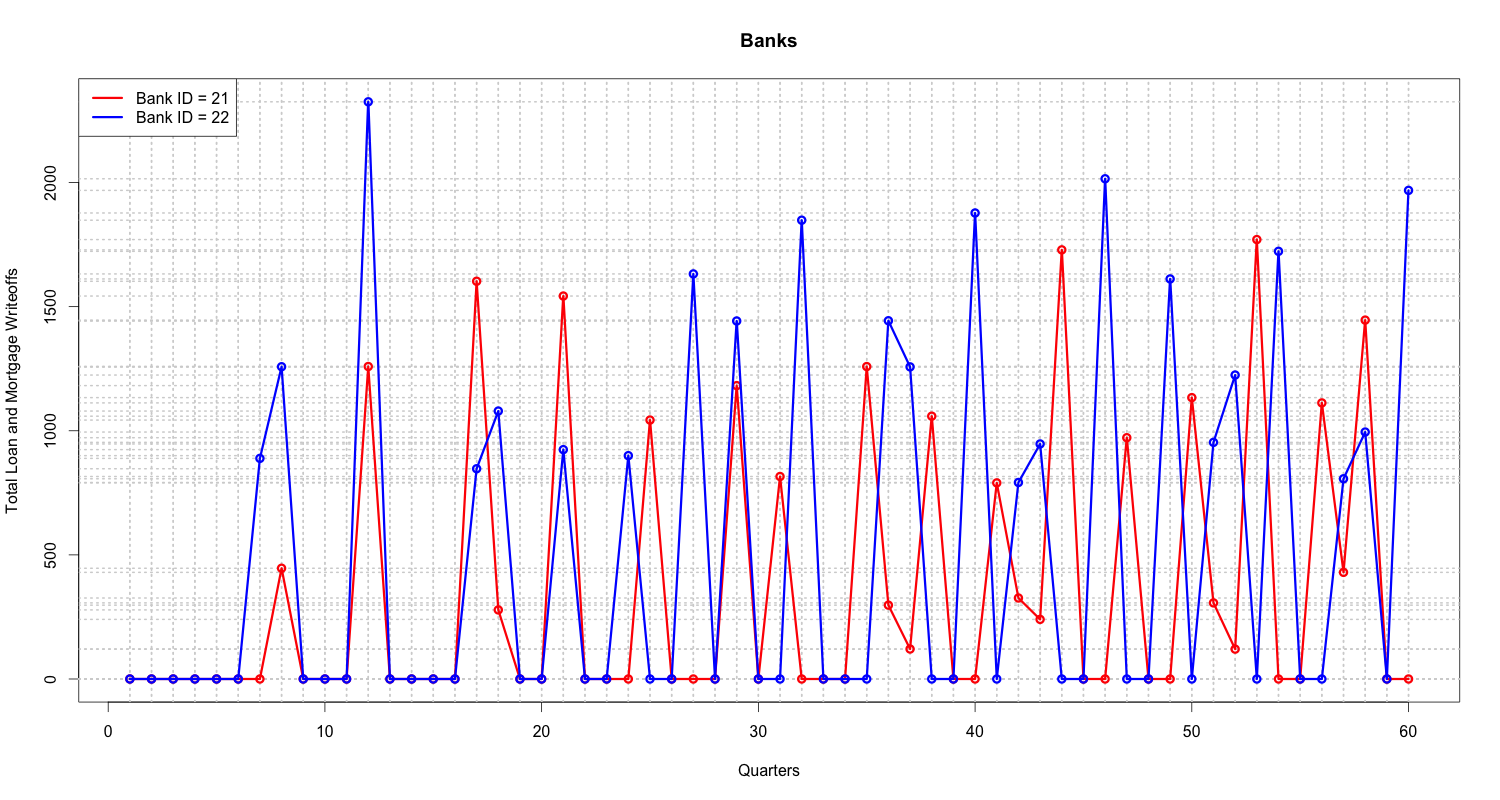 Banks
Bank ID = 21
Bank ID = 22
Total Loan and Mortgage Writeoffs
2000
1500
1000
500
0
0 10 20 30 40 50 60
Quarters